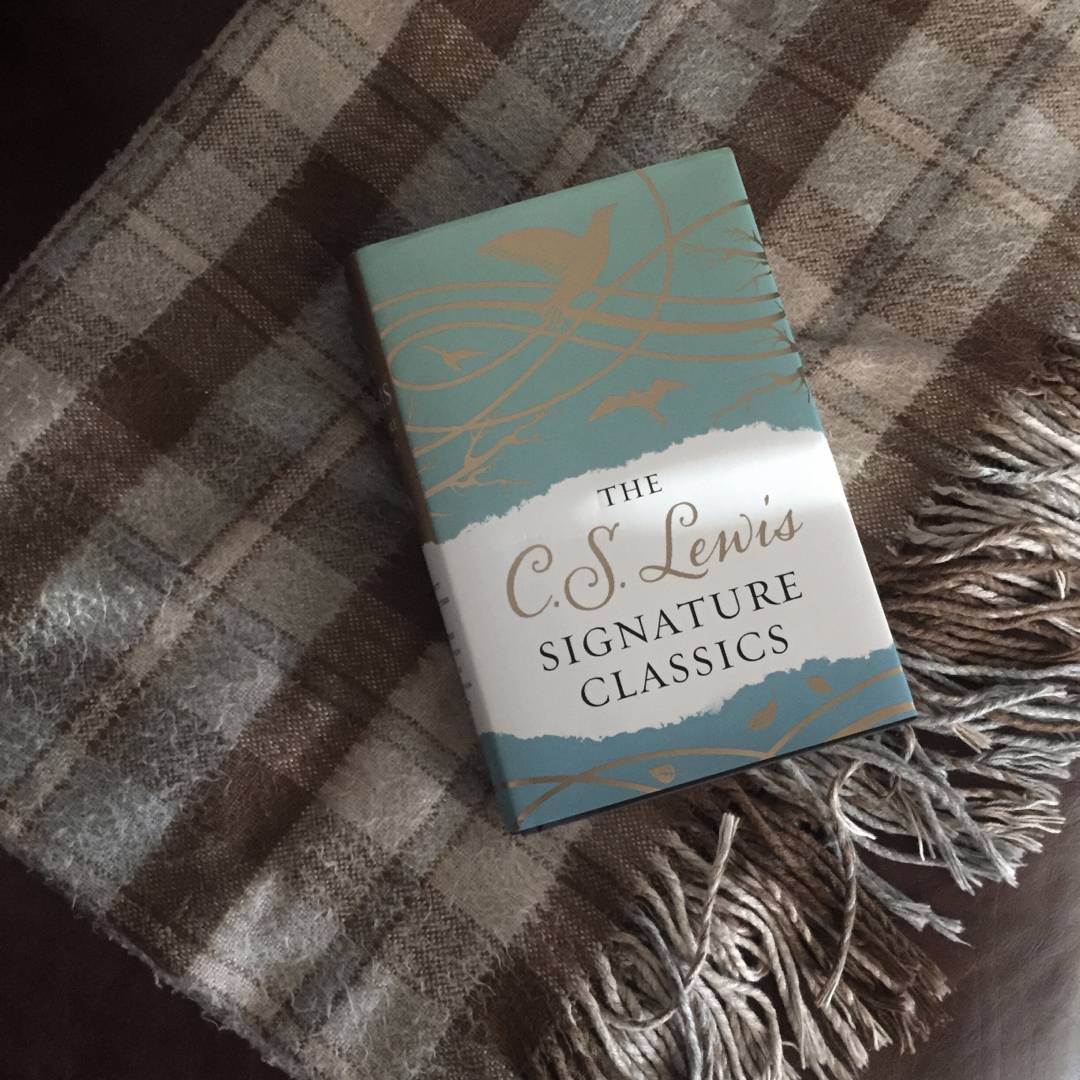 THE
C.S. Lewis
SIGNATURE
CLASSICS